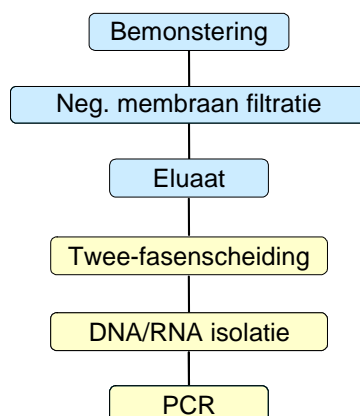 Bemonstering
Neg. membraan filtratie
Eluaat
Twee-fasenscheiding
DNA/RNA isolatie
PCR